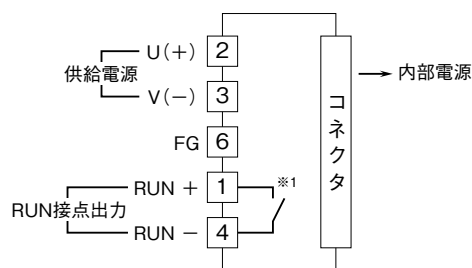 U(+) 2
供給電源
V(−) 3
FG 6
RUN + 1
※1
RUN接点出力
RUN − 4
コネクタ
内部電源